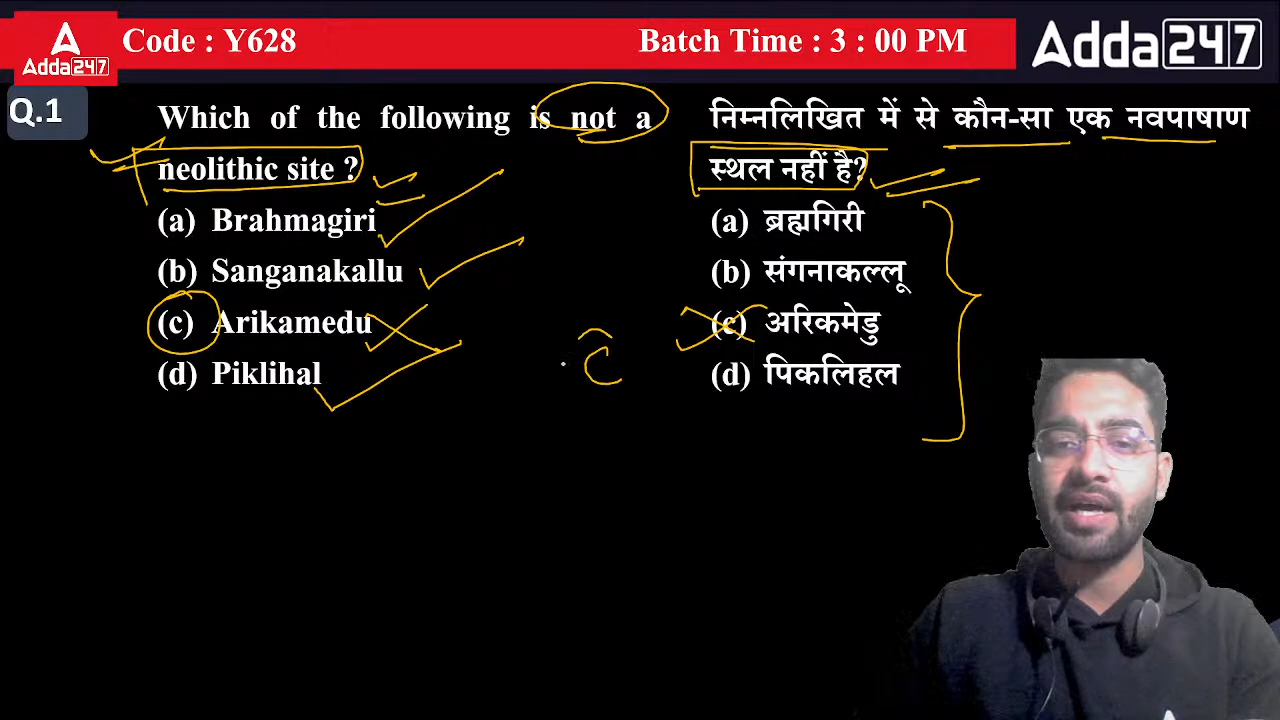 Code : Y628
Batch Time : 3 : 00 PM
Adda247
Adda247
Q.1
Which of the following is not a
neolithic site ?
(a) Brahmagiri
(b) Sanganakallu
(c) Arikamedu
(d) Piklihal
c
निम्नलिखित में से कौन-सा एक नवपाषाण
स्थल नहीं है?
(a) ब्रह्मगिरी
(b) संगनाकल्लू
(c) अरिकमेडु
(d) पिकलिहल